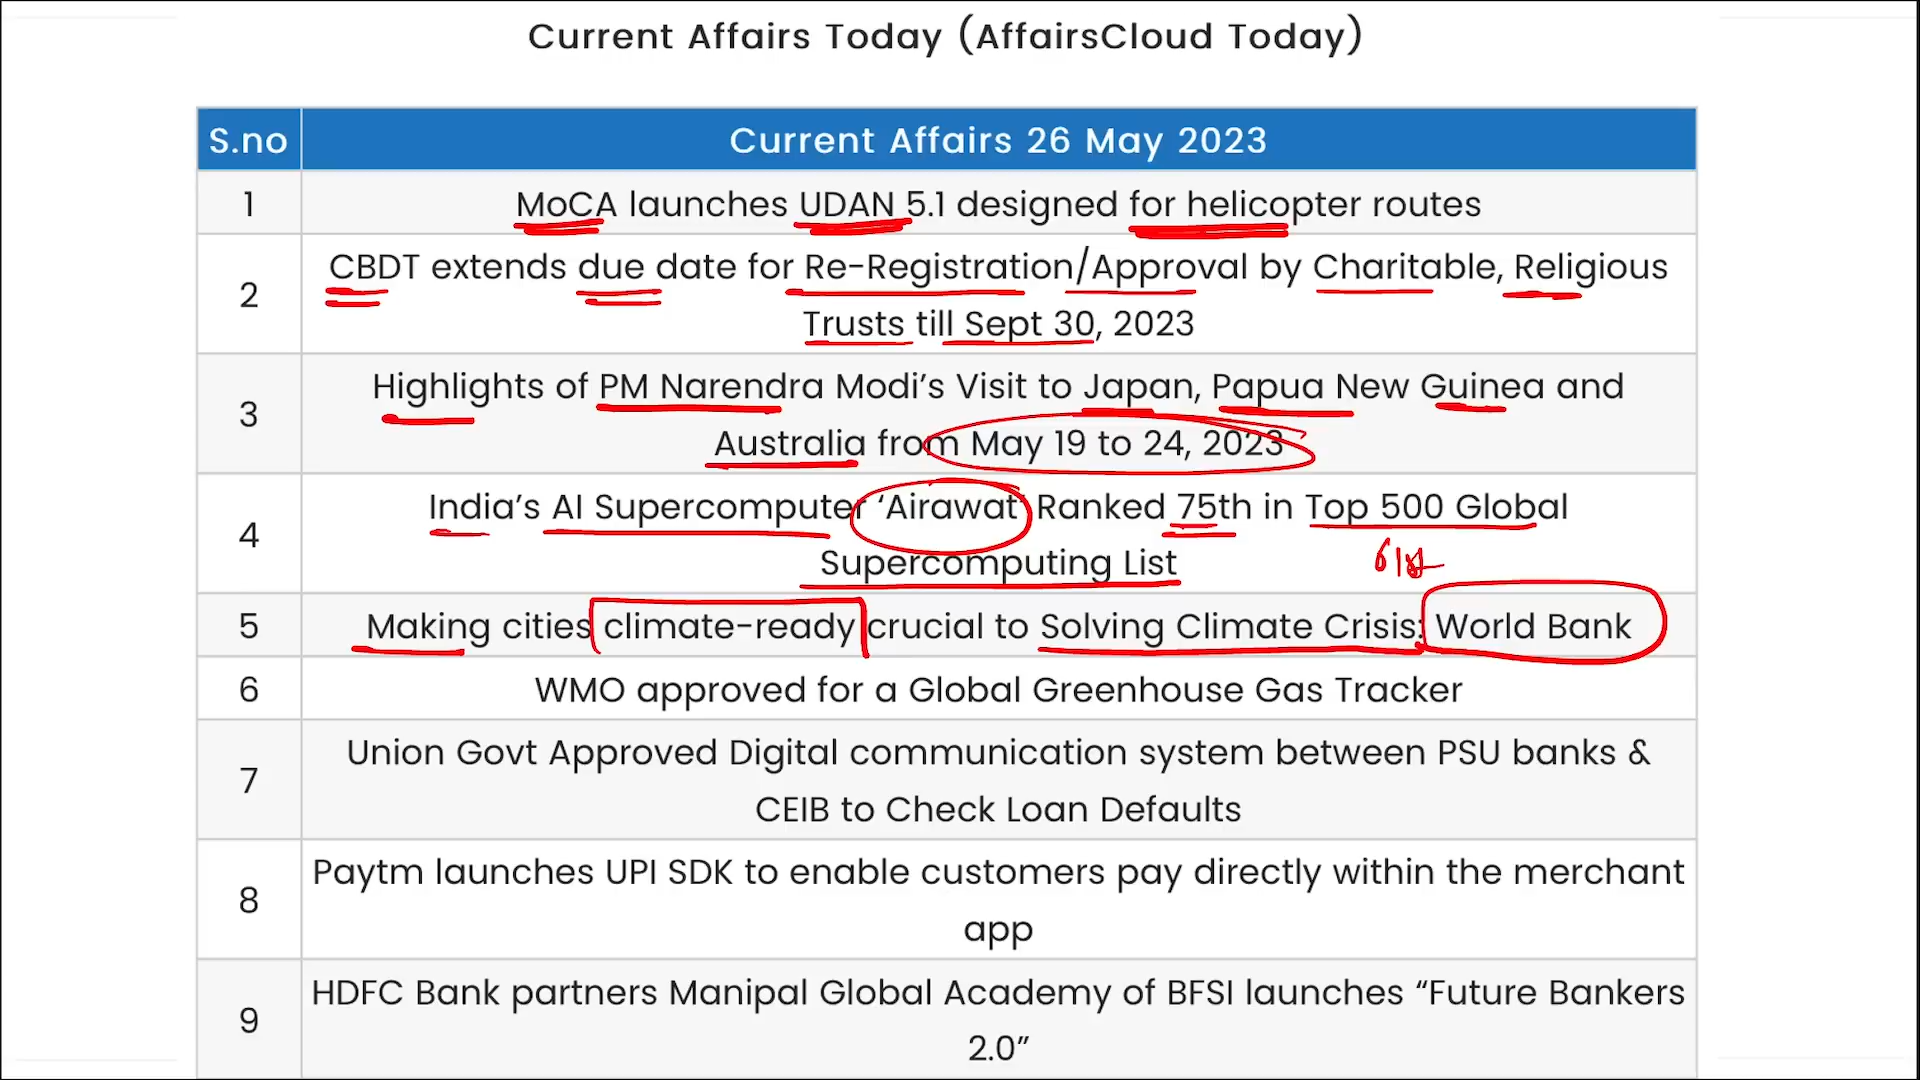 Current Affairs Today (AffairsCloud Today)
S.no Current Affairs 26 May 2023
1 MoCA launches UDAN 5.1 designed for helicopter routes
2 CBDT extends due date for Re-Registration/Approval by Charitable, Religious
Trusts till Sept 30, 2023
3 Highlights of PM Narendra Modi’s Visit to Japan, Papua New Guinea and
Australia from May 19 to 24, 2023
4 India’s AI Supercomputer ‘Airawat’ Ranked 75th in Top 500 Global
Supercomputing List
61st
5 Making cities climate-ready crucial to Solving Climate Crisis: World Bank
6 WMO approved for a Global Greenhouse Gas Tracker
7 Union Govt Approved Digital communication system between PSU banks &
CEIB to Check Loan Defaults
8 Paytm launches UPI SDK to enable customers pay directly within the merchant
app
9 HDFC Bank partners Manipal Global Academy of BFSI launches “Future Bankers
2.0”